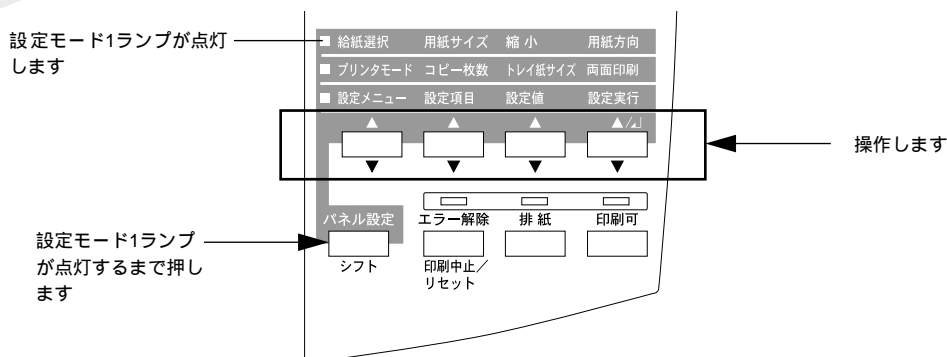 設定モード1ランプが点灯
します
給紙選択 用紙サイズ 縮 小 用紙方向
プリンタモード コピー枚数 トレイ紙サイズ 両面印刷
設定メニュー 設定項目 設定値 設定実行
▲ ▲ ▲ ▲/⏎
▼ ▼ ▼ ▼
操作します
パネル設定 エラー解除 排 紙 印刷可
設定モード1ランプ
が点灯するまで押し
ます
シフト 印刷中止/
リセット